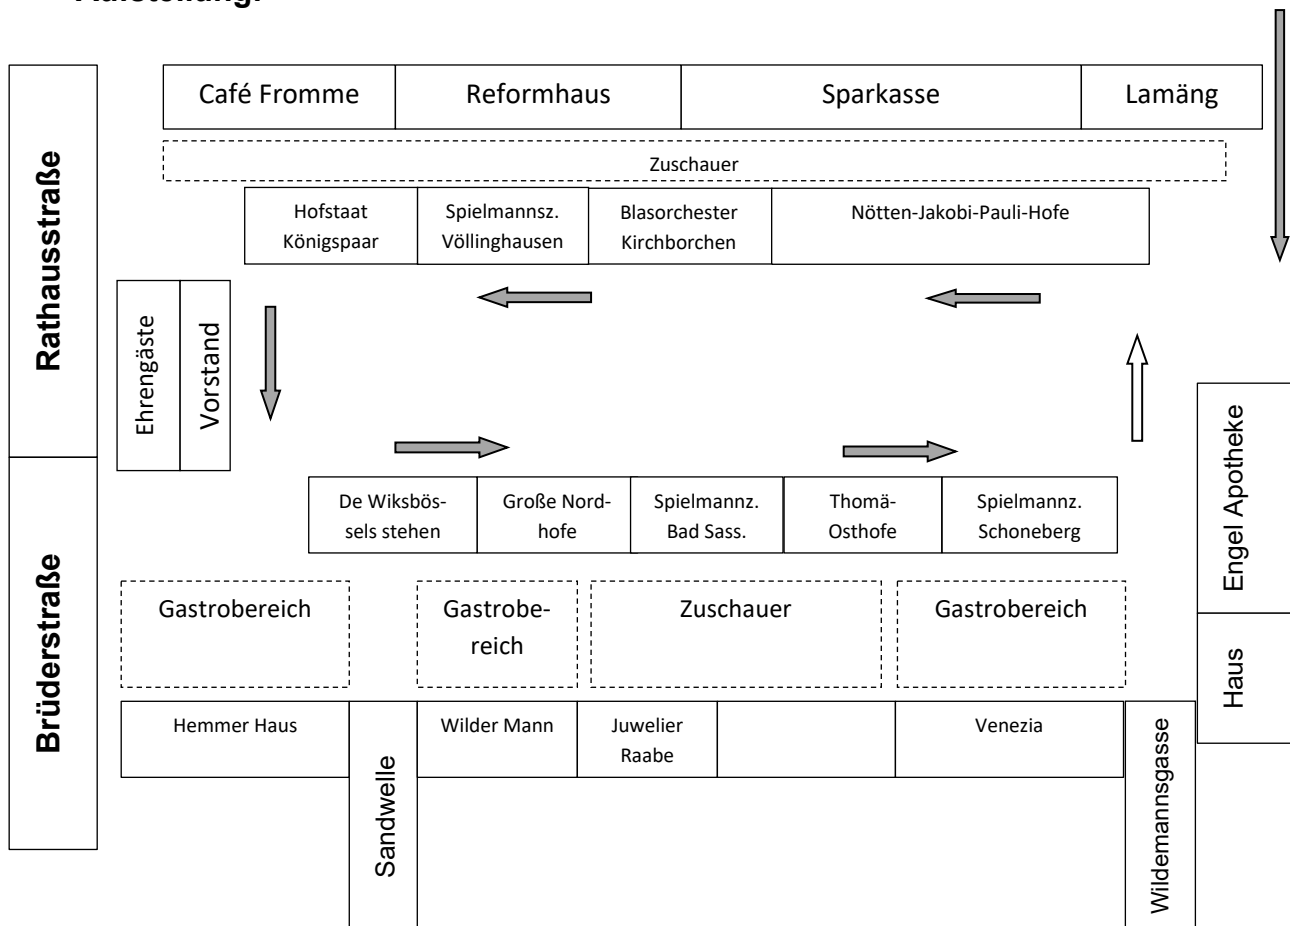 Aufstellung:
Café Fromme
Reformhaus
Sparkasse
Lamäng
Zuschauer
Hofstaat
Königspaar
Spielmannsz.
Völlinghausen
Blasorchester
Kirchborchen
Nötten-Jakobi-Pauli-Hofe
Rathausstraße
Ehrengäste
Vorstand
De Wiksbös-
sels stehen
Große Nord-
hofe
Spielmannz.
Bad Sass.
Thomä-
Osthofe
Spielmannz.
Schoneberg
Engel Apotheke
Brüderstraße
Gastrobereich
Gastrobe-
reich
Zuschauer
Gastrobereich
Haus
Hemmer Haus
Sandwelle
Wilder Mann
Juwelier
Raabe
Venezia
Wildemannsgasse